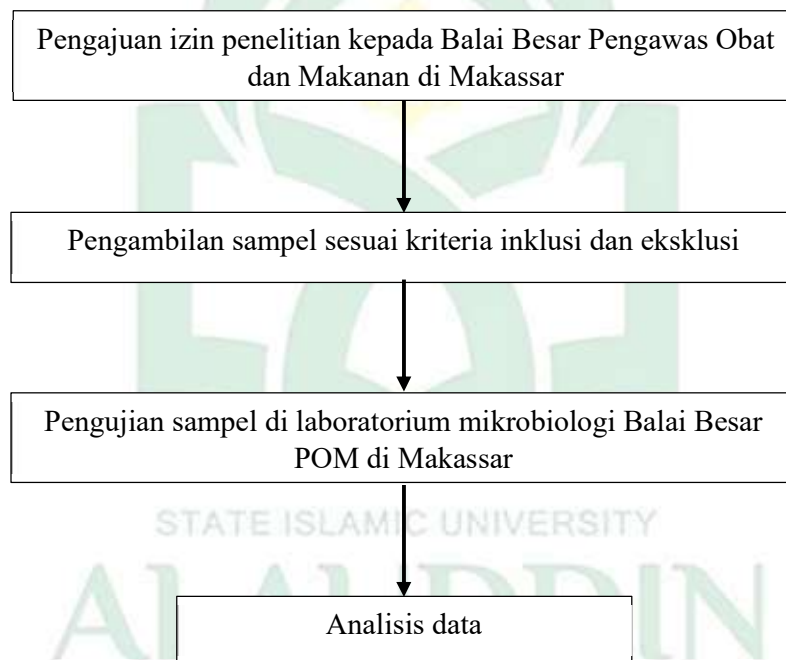 Pengajuan izin penelitian kepada Balai Besar Pengawas Obat
dan Makanan di Makassar
Pengambilan sampel sesuai kriteria inklusi dan eksklusi
Pengujian sampel di laboratorium mikrobiologi Balai Besar
POM di Makassar
STATE ISLAMIC UNIVERSITY
ALAUDDIN
Analisis data